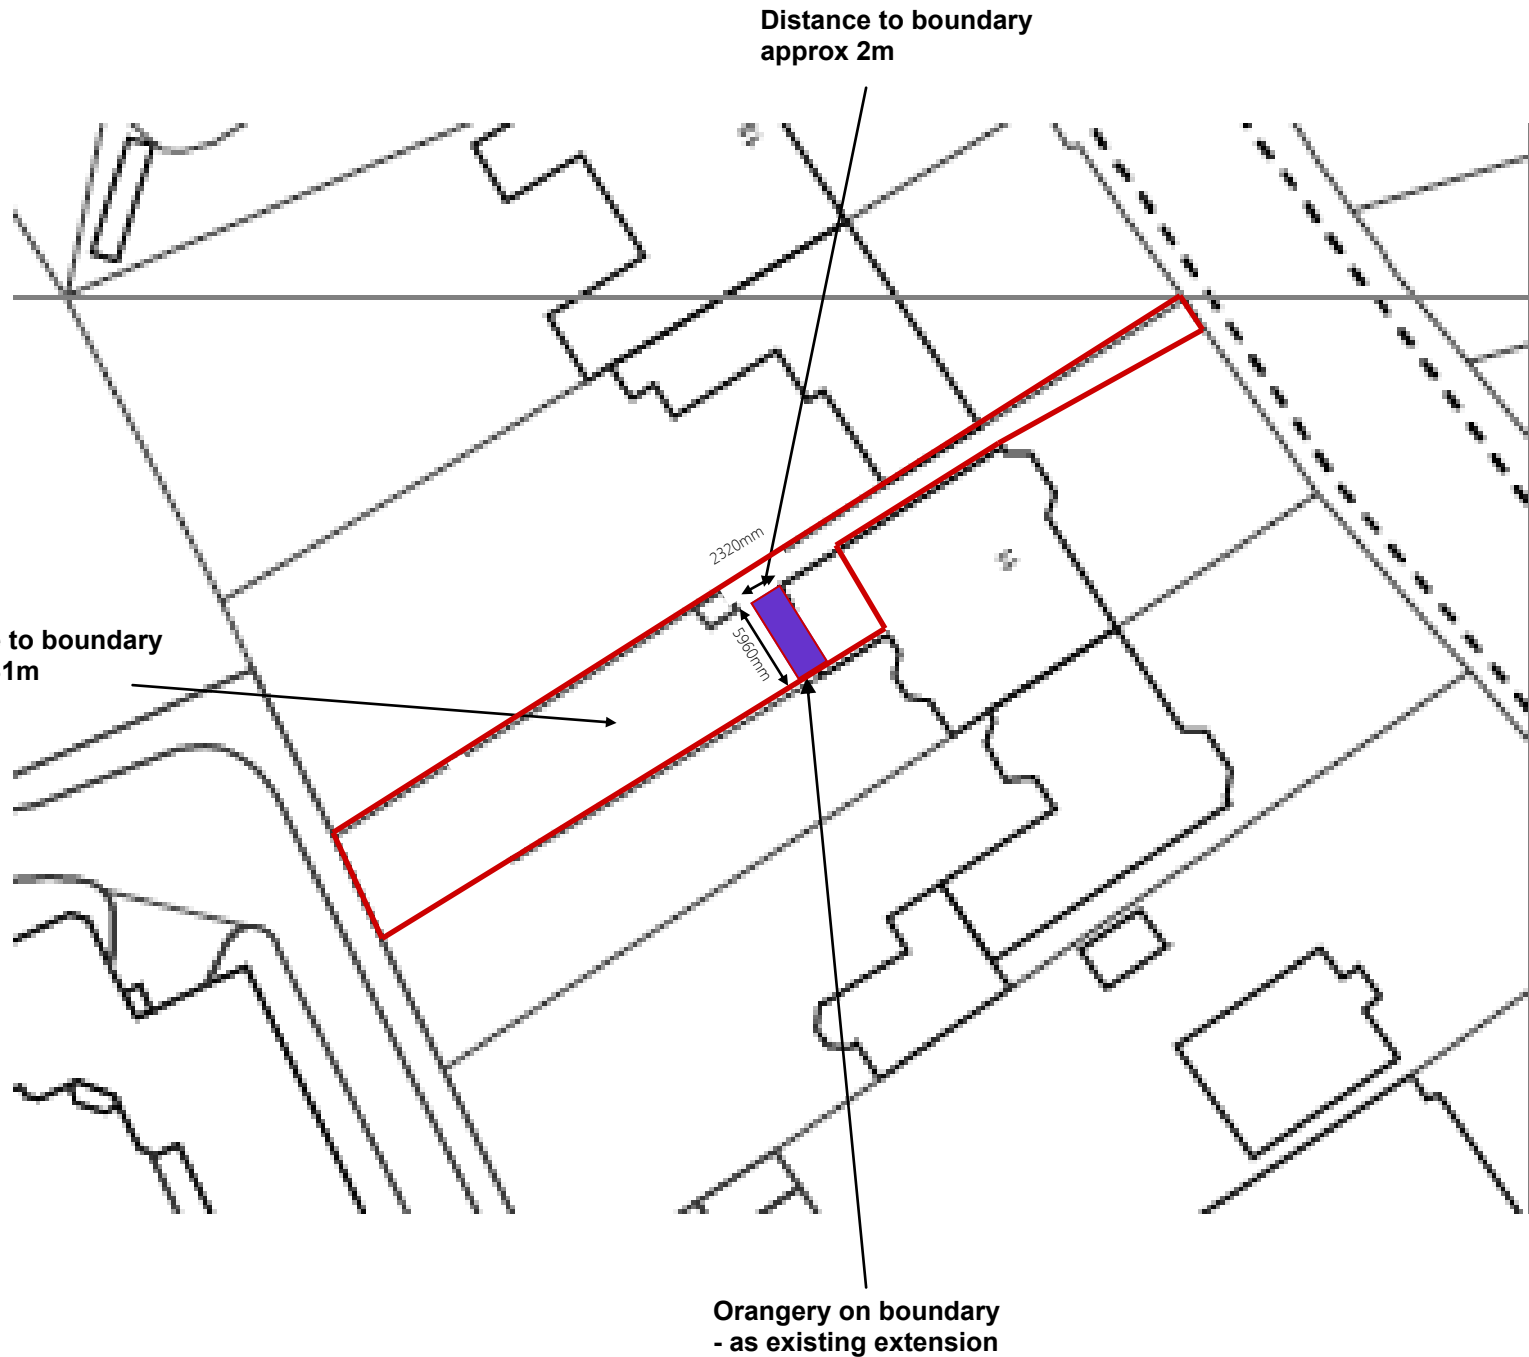 Distance to boundary
approx 2m
2320mm
5960mm
to boundary
1m
Orangery on boundary
- as existing extension